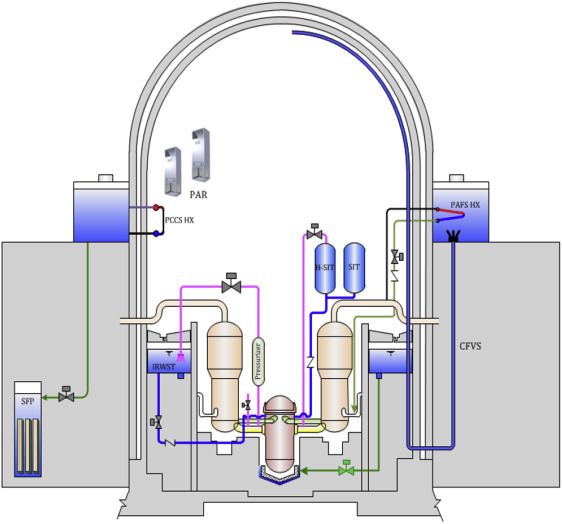 PAR
PCCS HX
PAFS HX
H-SIT
SIT
Pressurizer
IRWST
CFVS
SFP